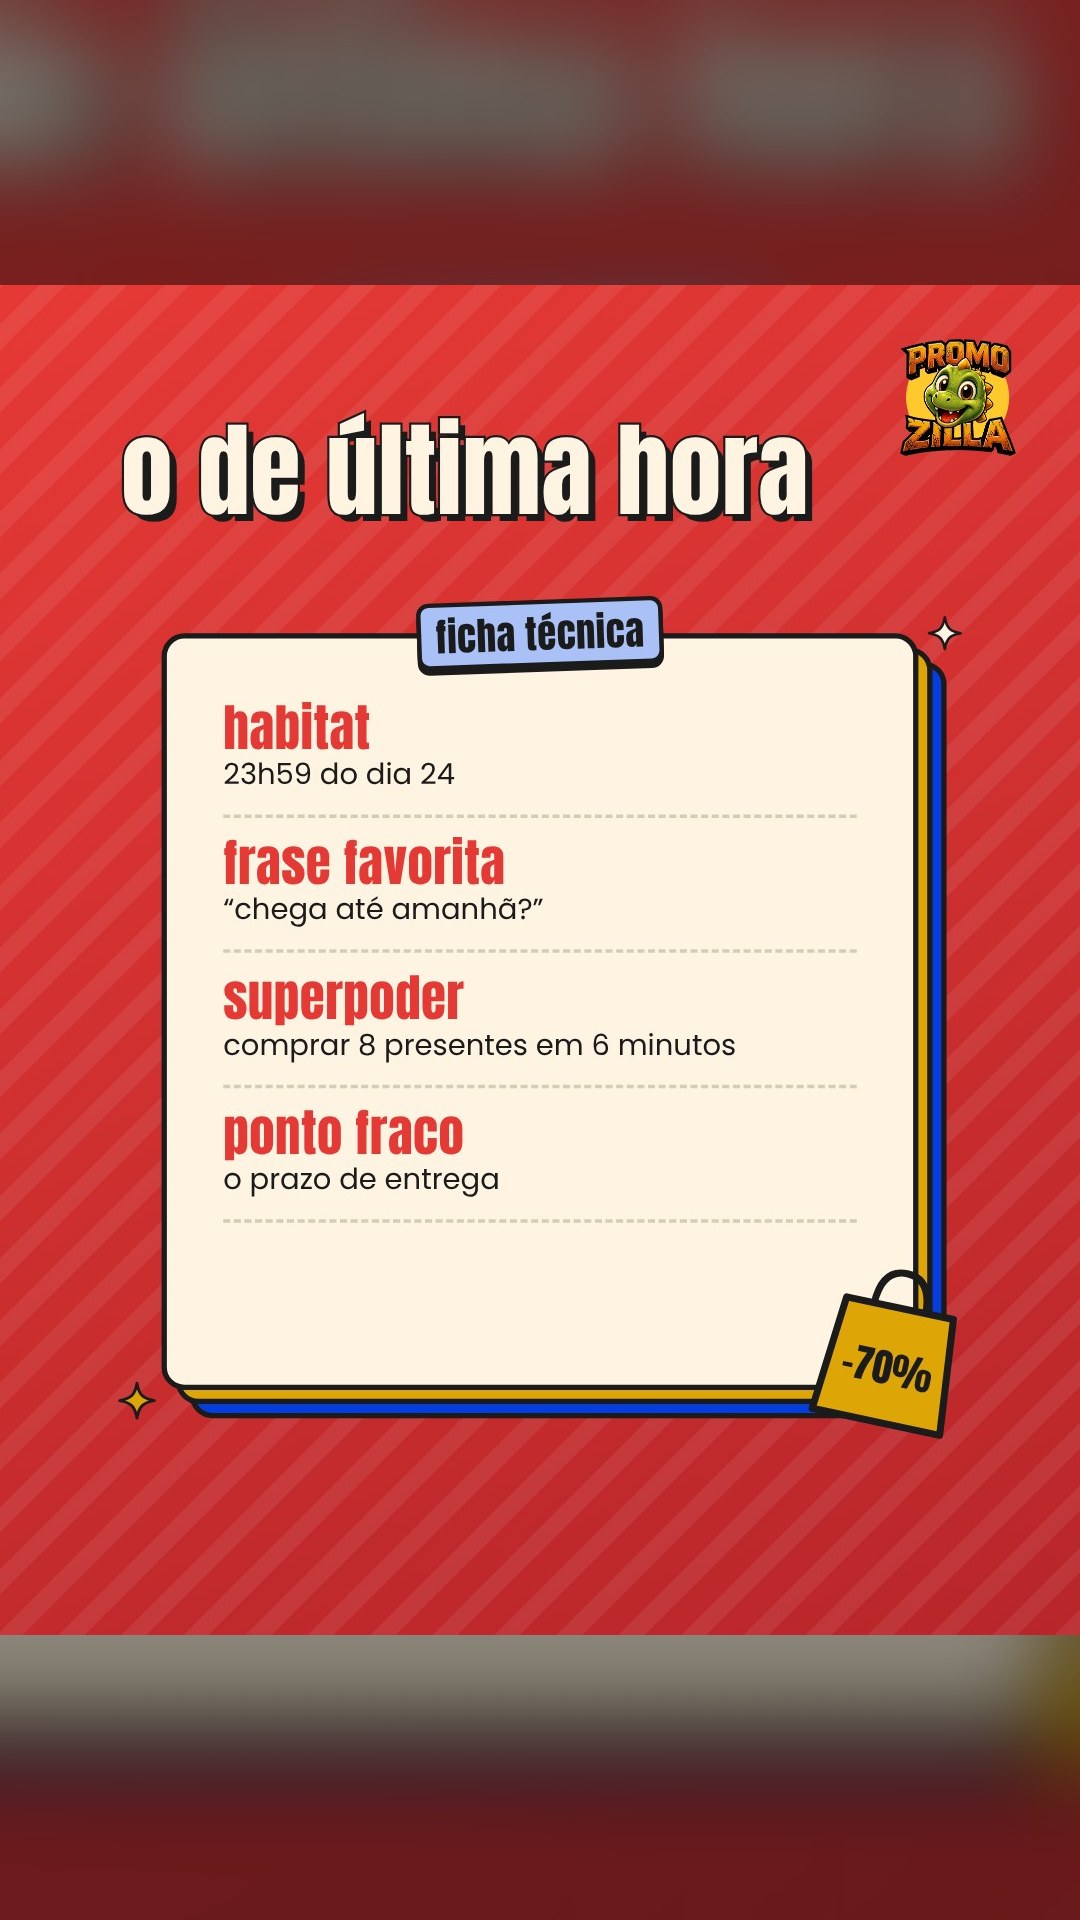 PROMO
ZILLA
o de última hora
ficha técnica
habitat
23h59 do dia 24
frase favorita
“chega até amanhã?”
superpoder
comprar 8 presentes em 6 minutos
ponto fraco
o prazo de entrega
-70%